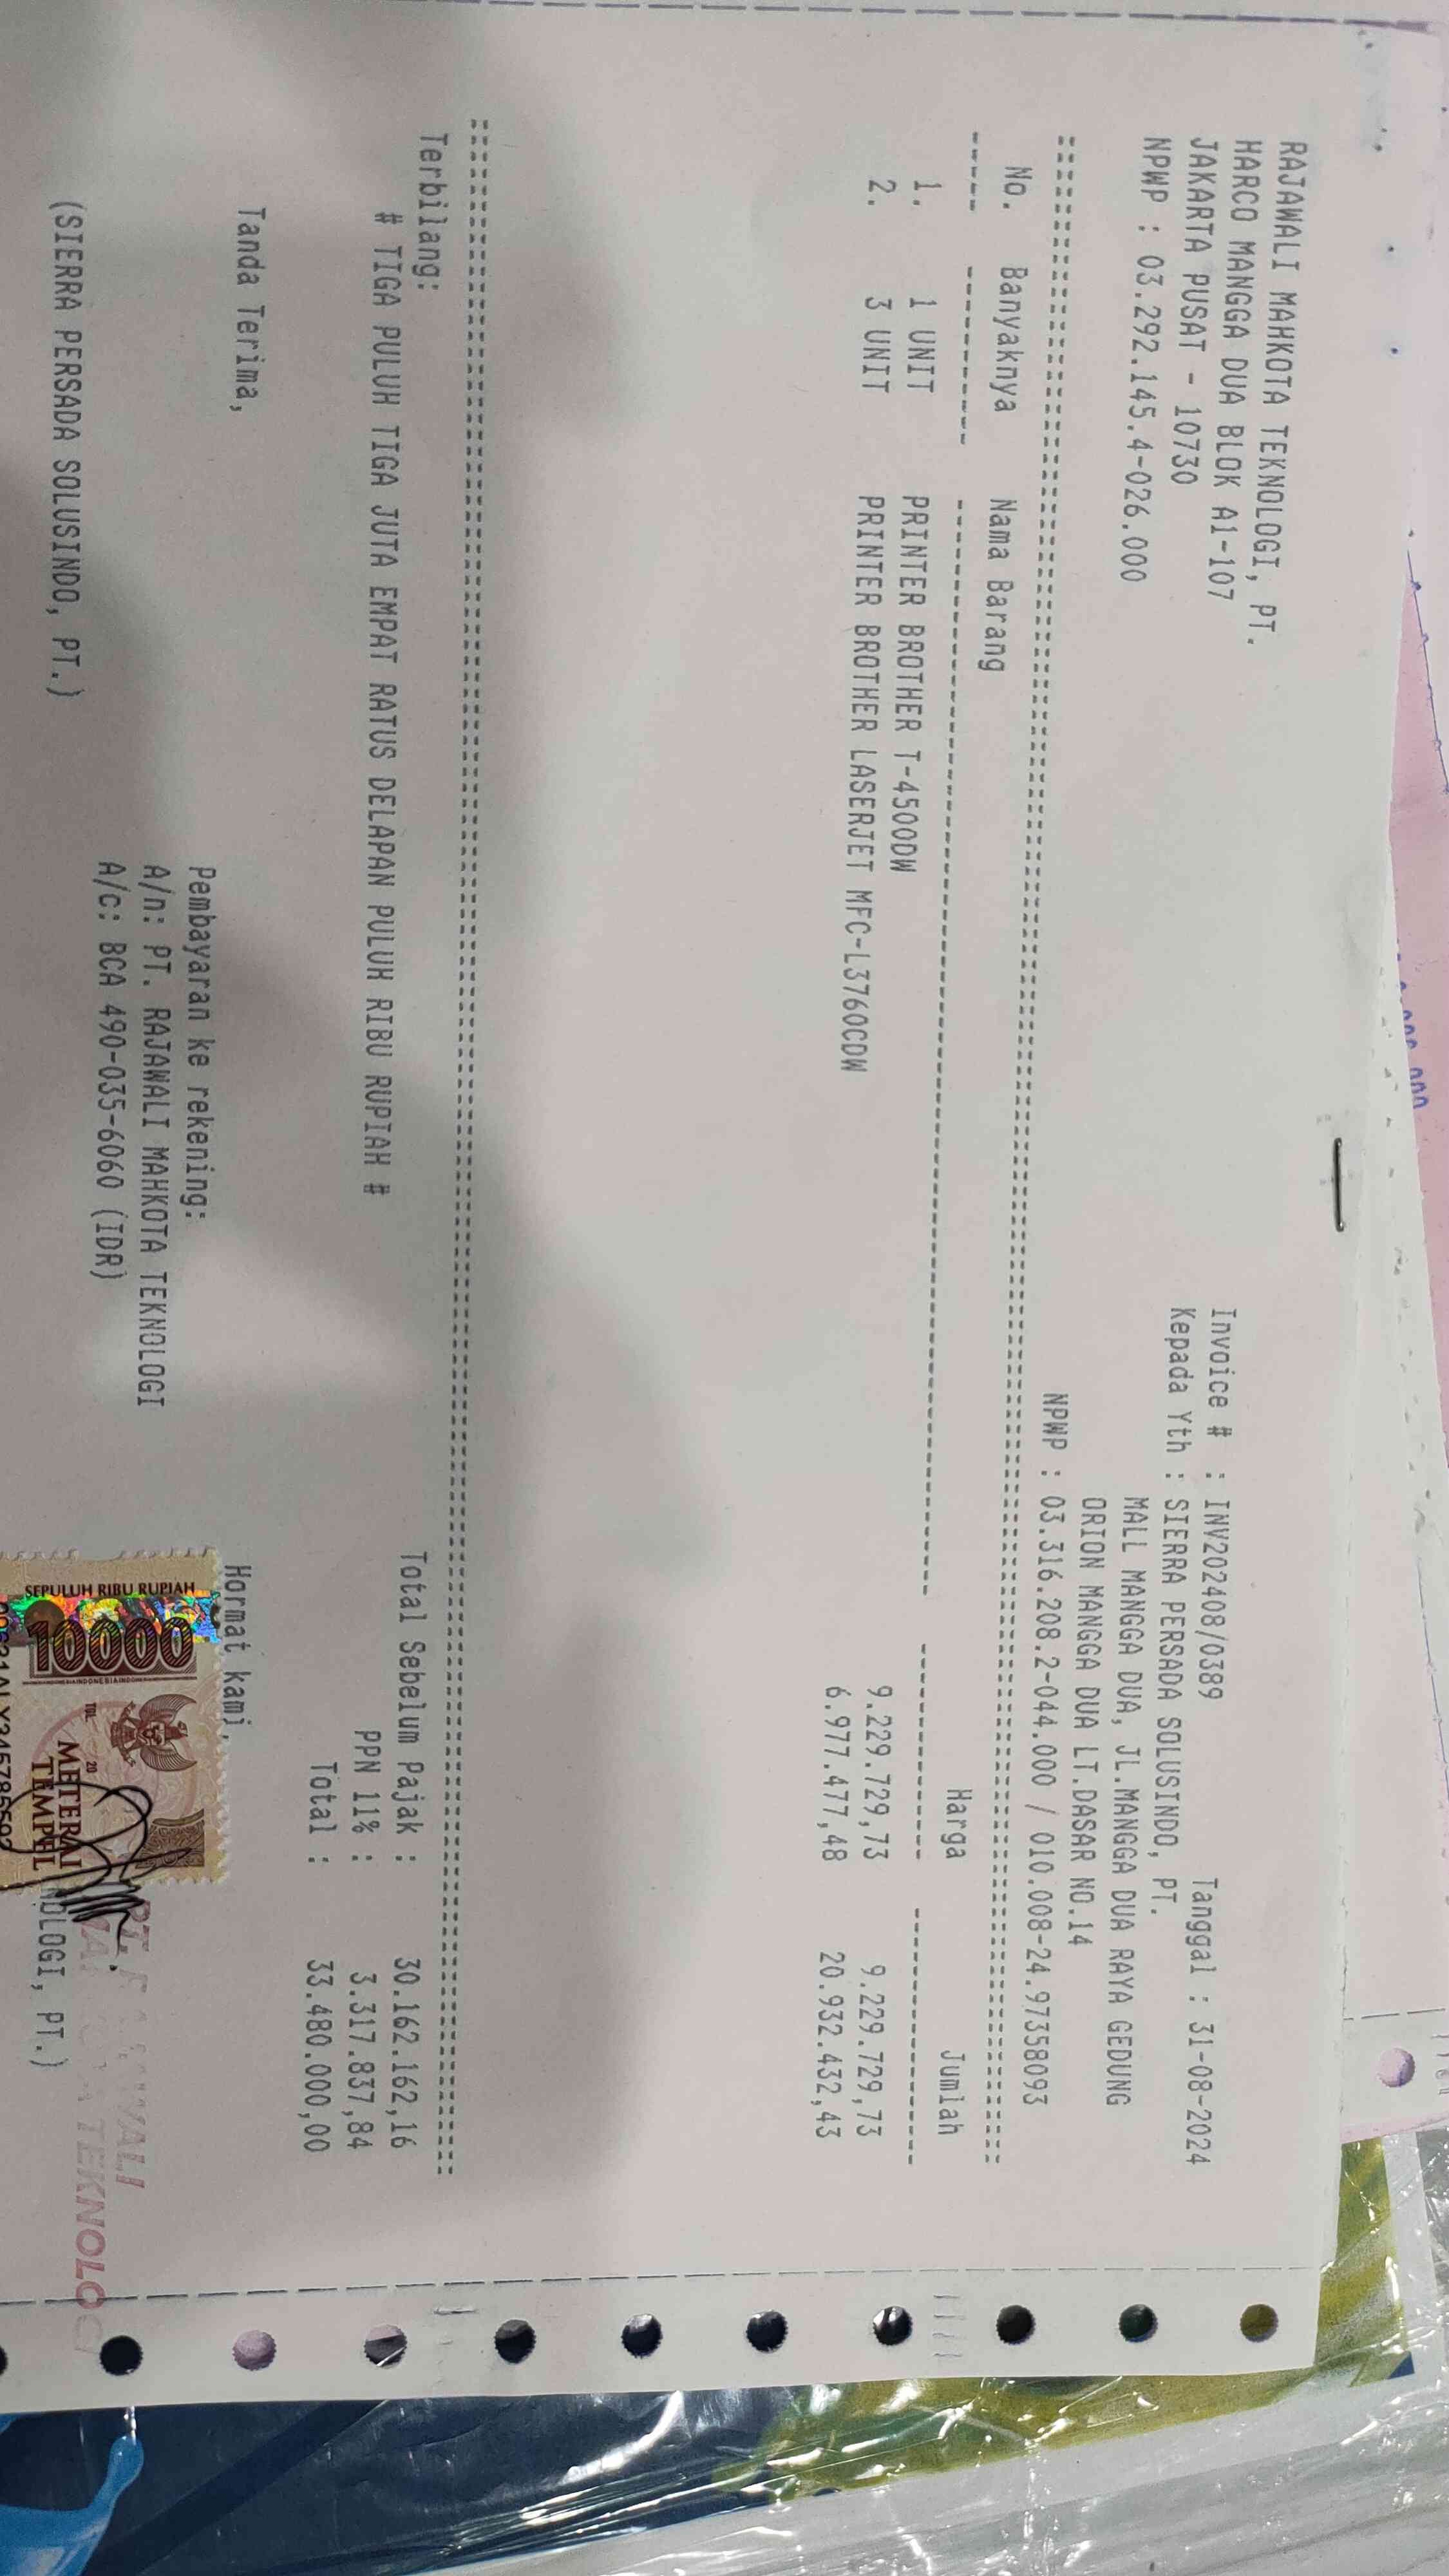 RAJAWALI MAHKOTA TEKNOLOGI, PT.
HARCO MANGGA DUA BLOK A1-107
JAKARTA PUSAT - 10730
NPWP : 03.292.145.4-026.000
Invoice # : INV202408/0389 Tanggal : 31-08-2024
Kepada Yth : SIERRA PERSADA SOLUSINDO, PT.
MALL MANGGA DUA, JL.MANGGA DUA RAYA GEDUNG
ORION MANGGA DUA LT.DASAR NO.14
NPWP : 03.316.208.2-044.000 / 010.008-24.97358093
No. Banyaknya Nama Barang Harga Jumlah
1. 1 UNIT PRINTER BROTHER T-4500DW 9.229.729,73 9.229.729,73
2. 3 UNIT PRINTER BROTHER LASERJET MFC-L3760CDW 6.977.477,48 20.932.432,43
Terbilang:
# TIGA PULUH TIGA JUTA EMPAT RATUS DELAPAN PULUH RIBU RUPIAH #
Total Sebelum Pajak : 30.162.162,16
PPN 11% : 3.317.837,84
Total : 33.480.000,00
Tanda Terima,
(SIERRA PERSADA SOLUSINDO, PT.)
Pembayaran ke rekening:
A/n: PT. RAJAWALI MAHKOTA TEKNOLOGI
A/c: BCA 490-035-6060 (IDR)
Hormat kami,
SEPULUH RIBU RUPIAH
10000
TGL. 20
METERAI
TEMPEL
NOLOGI, PT.)
PT.
TEKNOLOGI